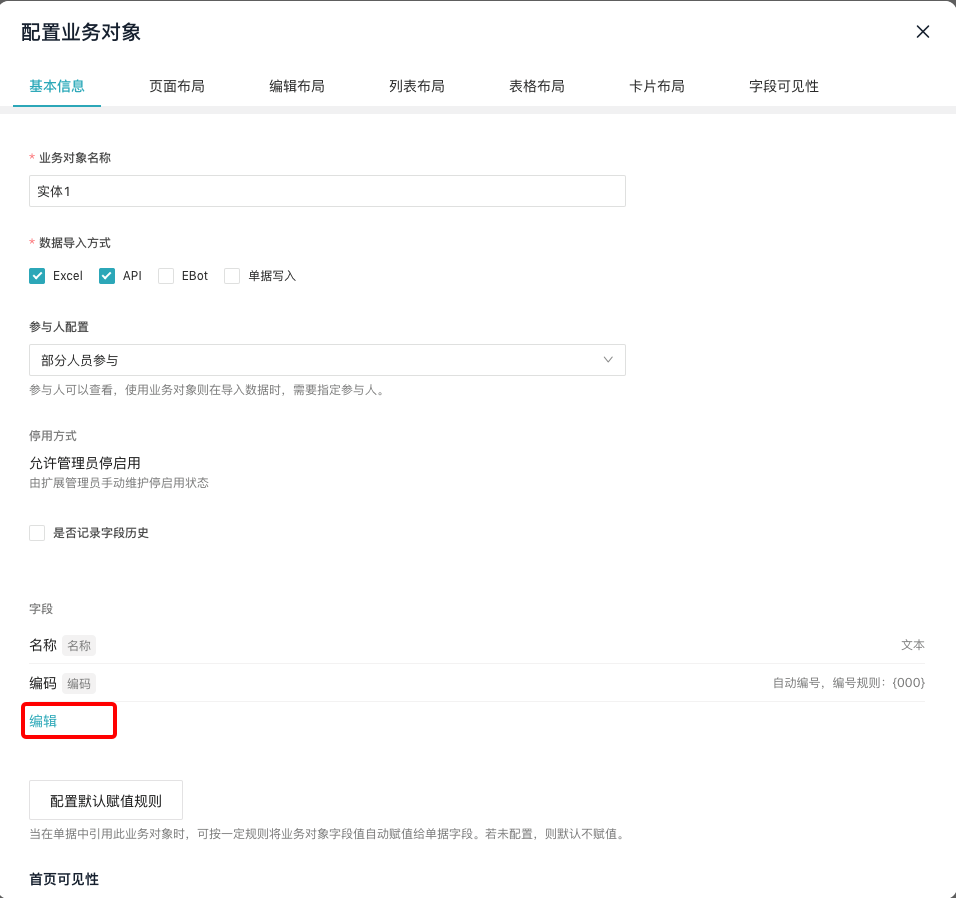 配置业务对象
基本信息 页面布局 编辑布局 列表布局 表格布局 卡片布局 字段可见性
* 业务对象名称
实体1
* 数据导入方式
Excel API EBot 单据写入
参与人配置
部分人员参与
参与人可以查看，使用业务对象则在导入数据时，需要指定参与人。
停用方式
允许管理员停启用
由扩展管理员手动维护停启用状态
是否记录字段历史
字段
名称 名称 文本
编码 编码 自动编号，编号规则：{000}
编辑
配置默认赋值规则
当在单据中引用此业务对象时，可按一定规则将业务对象字段值自动赋值给单据字段。若未配置，则默认不赋值。
首页可见性